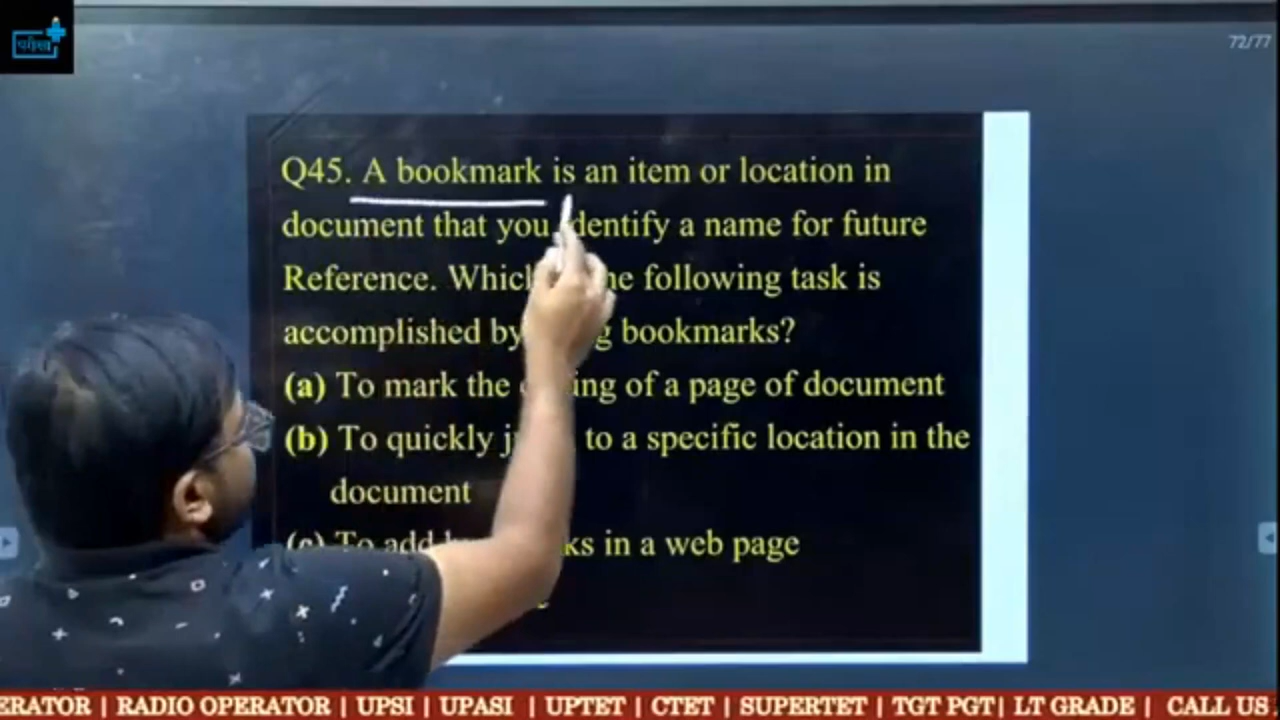 परीक्षा
72/77
Q45. A bookmark is an item or location in
document that you identify a name for future
Reference. Which the following task is
accomplished by bookmarks?
(a) To mark the of a page of document
(b) To quickly to a specific location in the
document
(c) To add in a web page
ERATOR | RADIO OPERATOR | UPSI | UPASI | UPTET | CTET | SUPERTET | TGT PGT| LT GRADE | CALL US